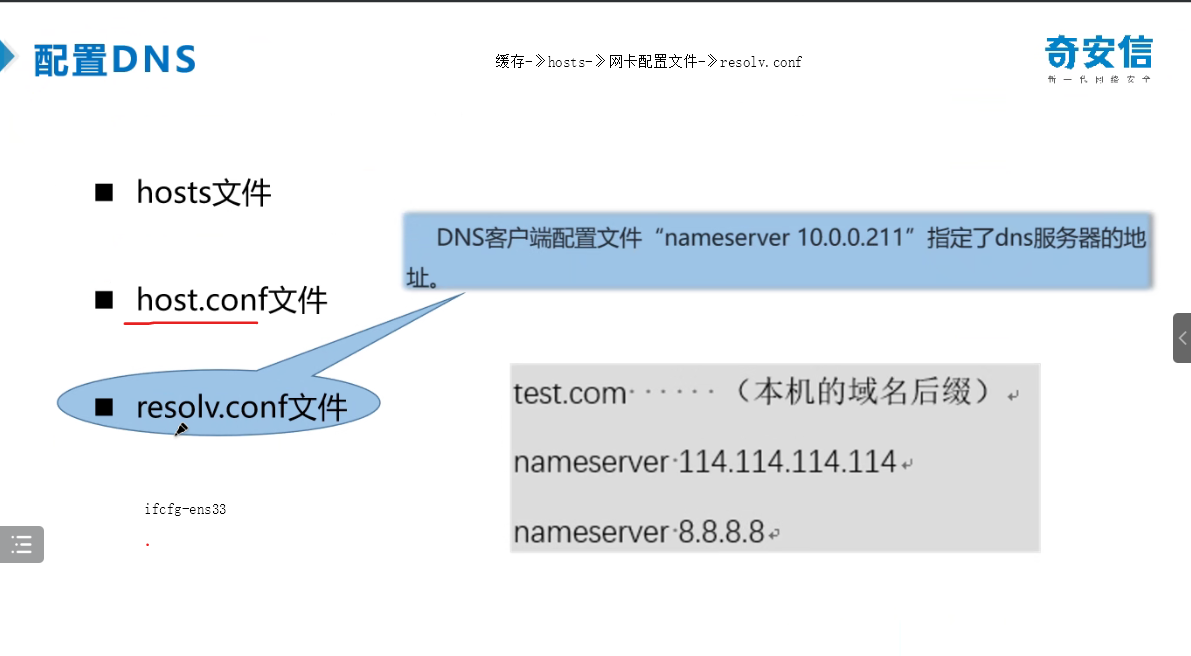 配置DNS
缓存-》hosts-》网卡配置文件-》resolv.conf
奇安信
新一代网络安全
■ hosts文件
DNS客户端配置文件“nameserver 10.0.0.211”指定了dns服务器的地
址。
■ host.conf文件
test.com······（本机的域名后缀）↵
■ resolv.conf文件
nameserver·114.114.114.114↵
ifcfg-ens33
nameserver·8.8.8.8↵